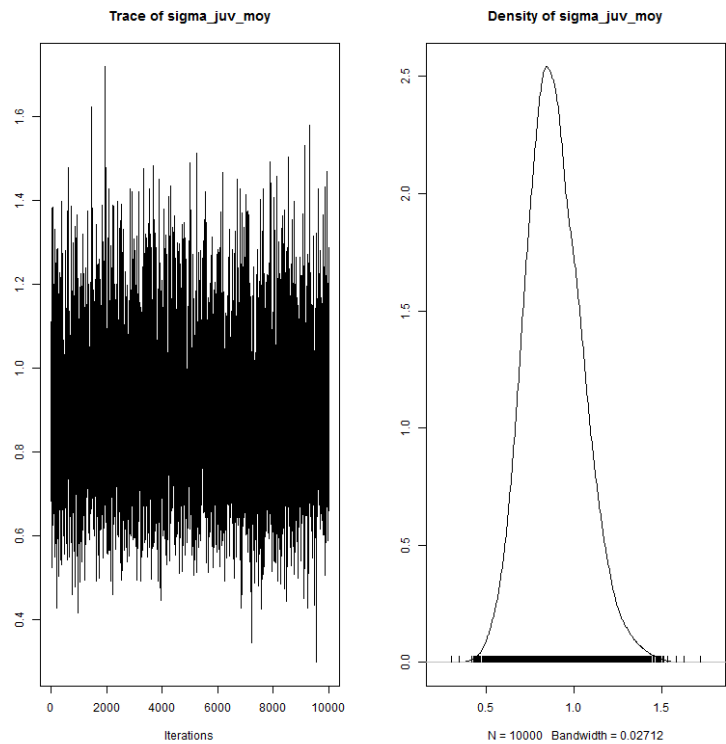 Trace of sigma_juv_moy
1.6
1.4
1.2
1.0
0.8
0.6
0.4
0 2000 4000 6000 8000 10000
Iterations
Density of sigma_juv_moy
2.5
2.0
1.5
1.0
0.5
0.0
0.5 1.0 1.5
N = 10000 Bandwidth = 0.02712